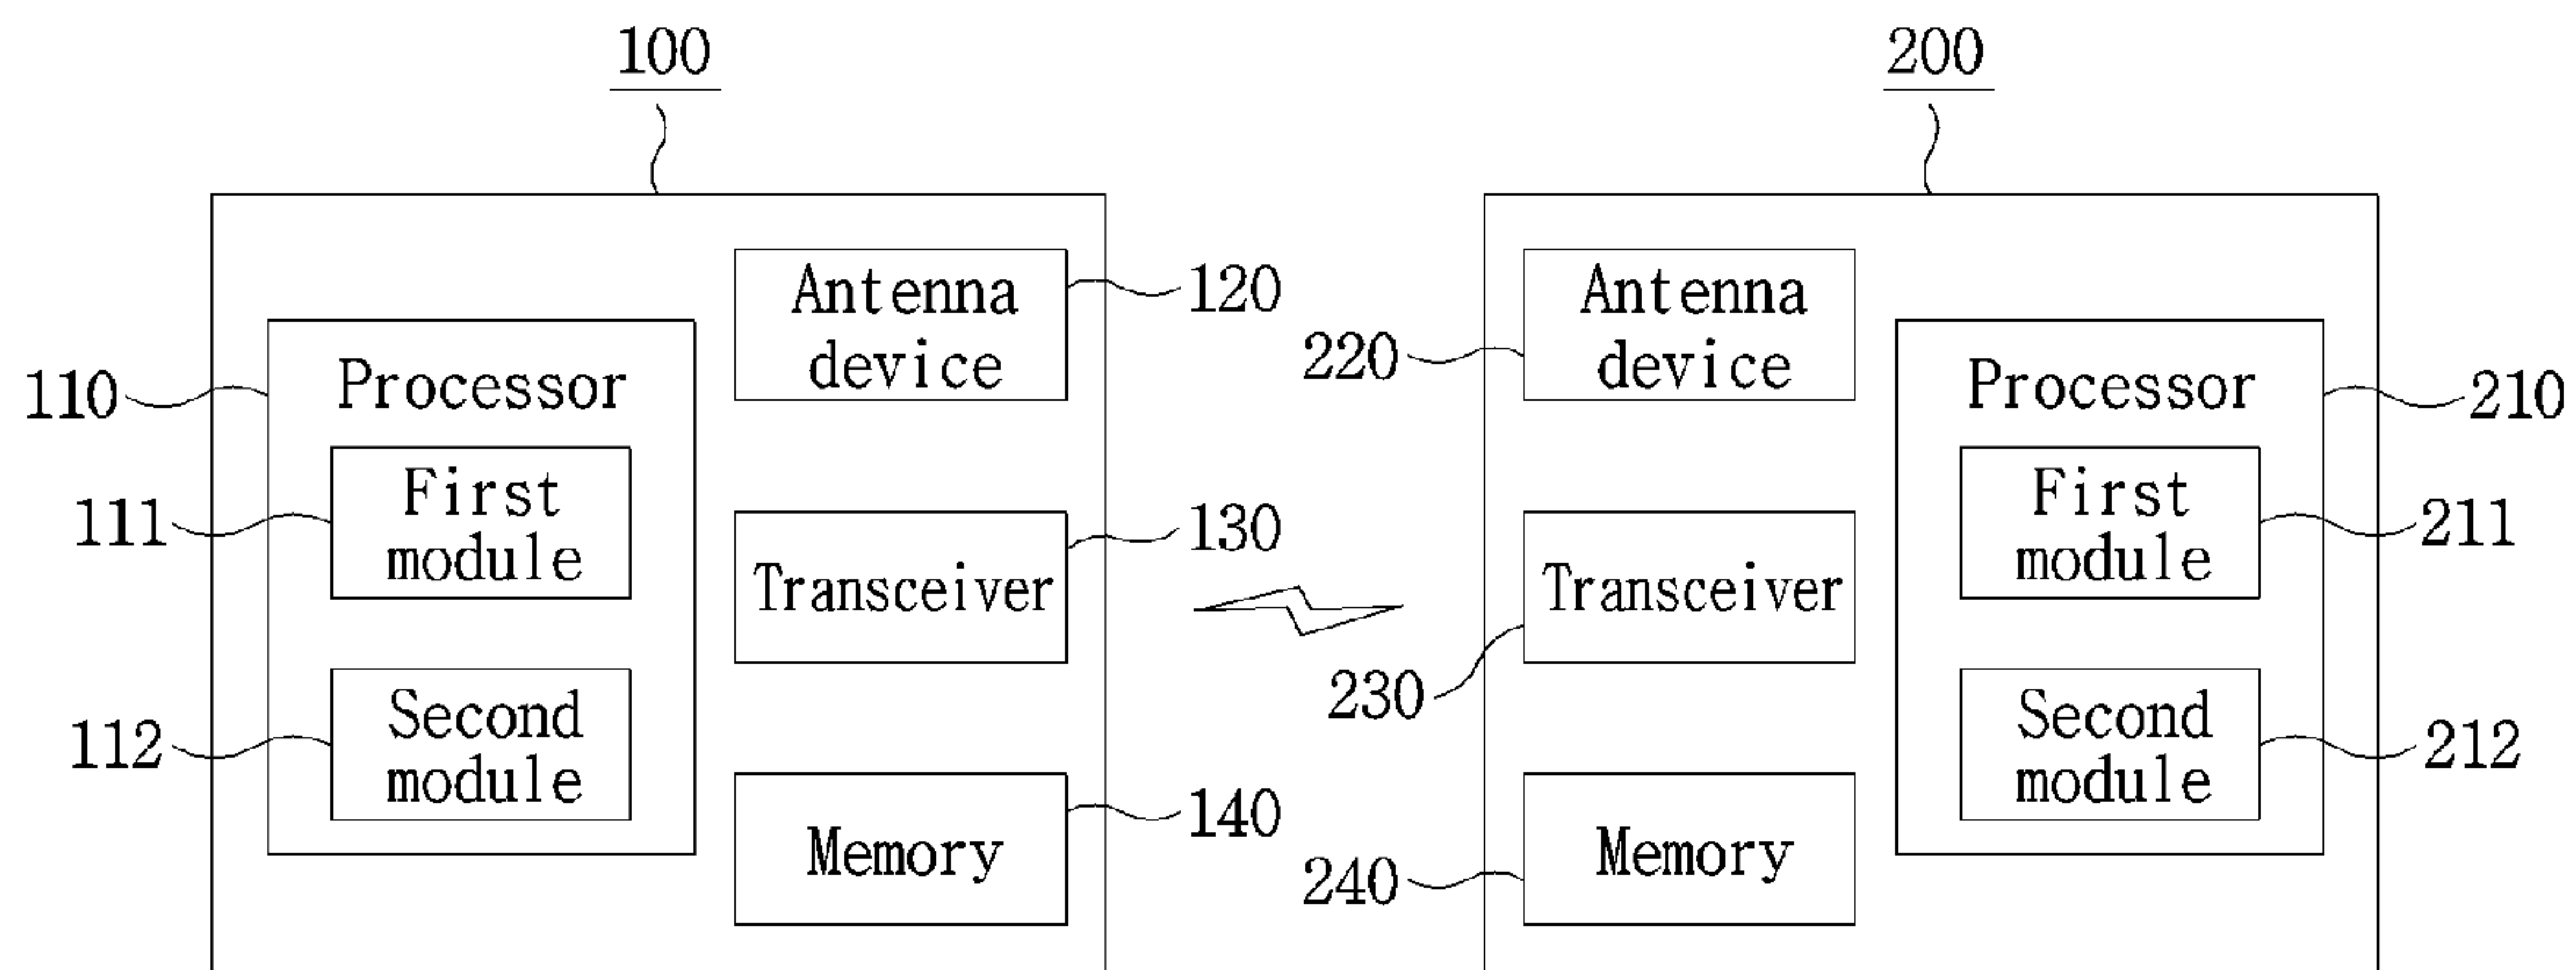 100
200
Antenna
device
120
Processor
110
First
module
111
Transceiver
130
Second
module
112
Memory
140
Antenna
device
220
Processor
210
First
module
211
Transceiver
230
Second
module
212
Memory
240